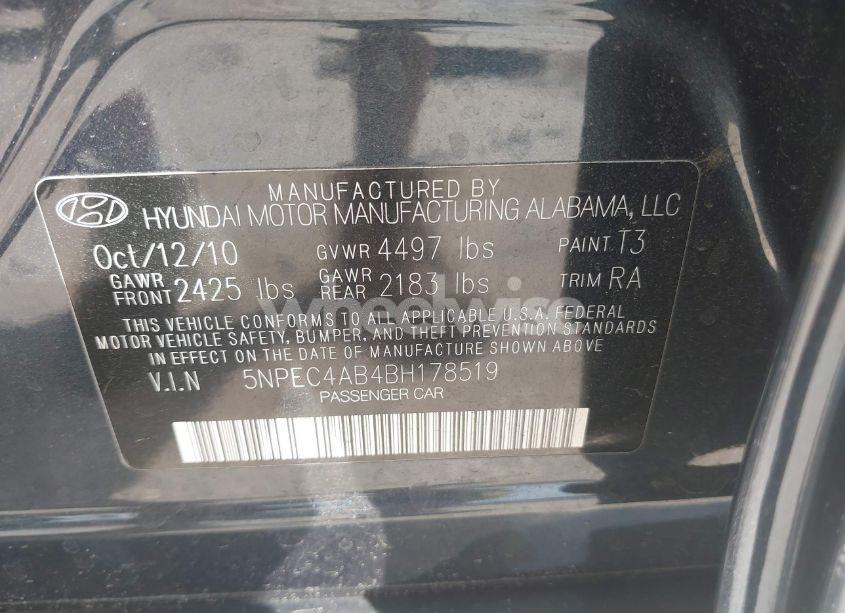 MANUFACTURED BY
HYUNDAI MOTOR MANUFACTURING ALABAMA, LLC
Oct/12/10 GVWR 4497 lbs PAINT T3
GAWR FRONT 2425 lbs GAWR REAR 2183 lbs TRIM RA
THIS VEHICLE CONFORMS TO ALL APPLICABLE U.S.A. FEDERAL
MOTOR VEHICLE SAFETY, BUMPER, AND THEFT PREVENTION STANDARDS
IN EFFECT ON THE DATE OF MANUFACTURE SHOWN ABOVE
V.I.N 5NPEC4AB4BH178519
PASSENGER CAR
wheelwise